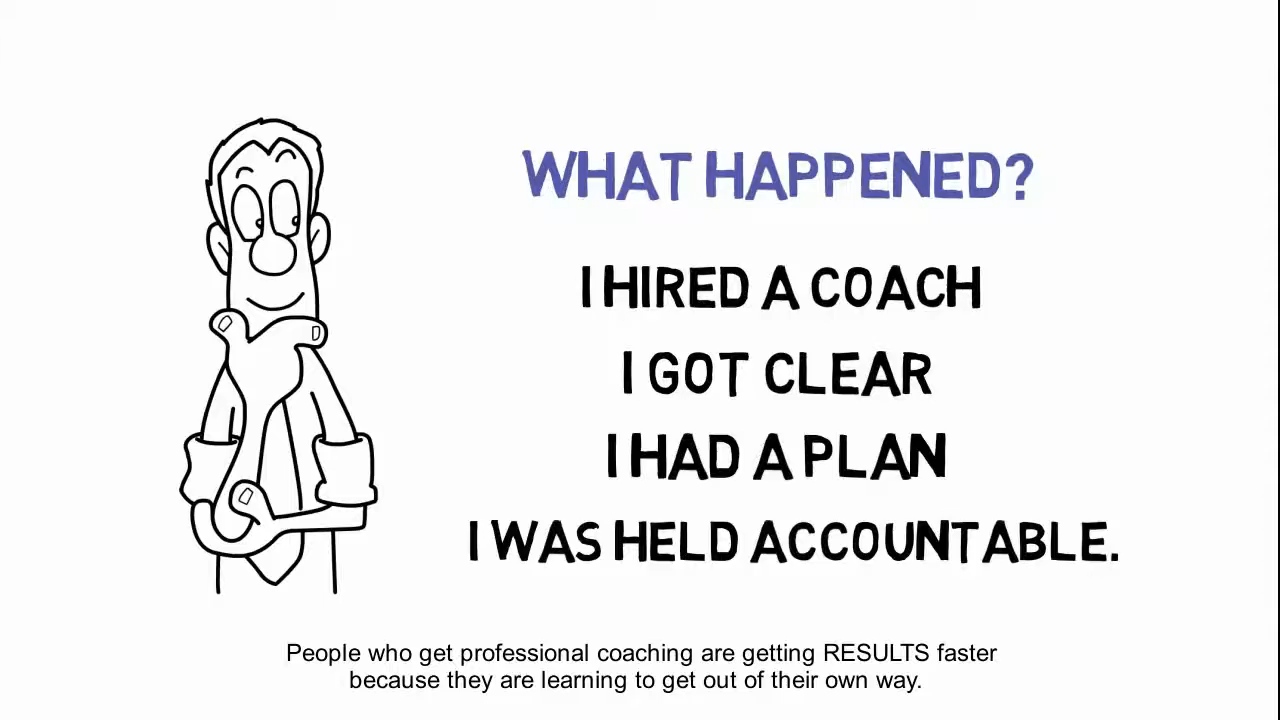 WHAT HAPPENED?
I HIRED A COACH
I GOT CLEAR
I HAD A PLAN
I WAS HELD ACCOUNTABLE.
People who get professional coaching are getting RESULTS faster
because they are learning to get out of their own way.